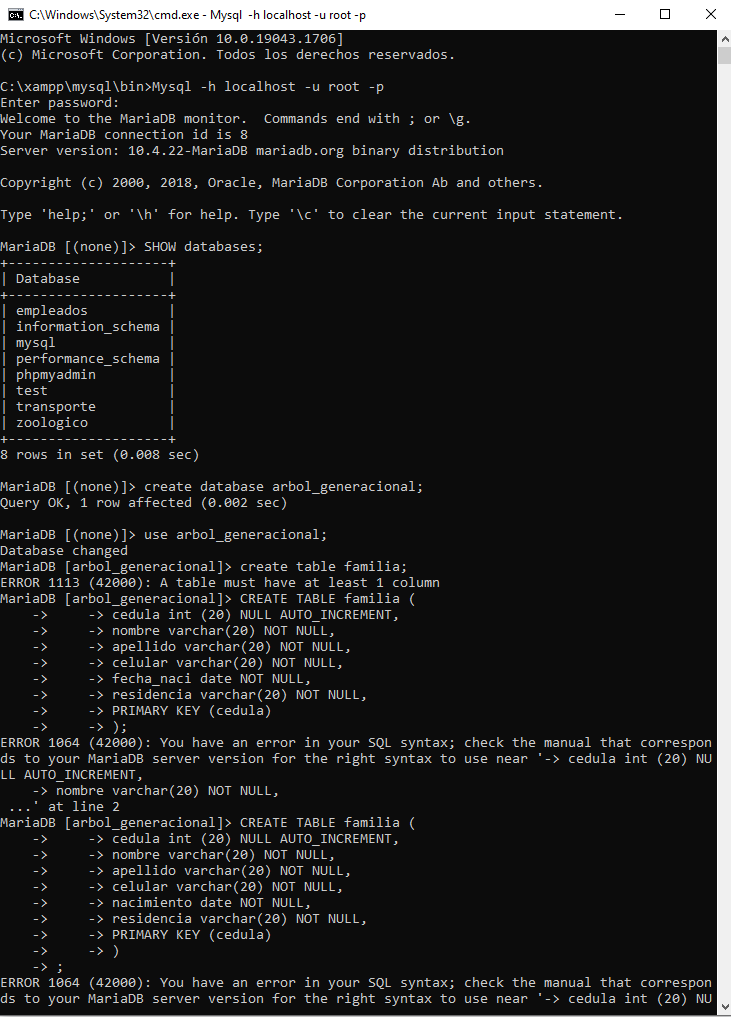 C:\Windows\System32\cmd.exe - Mysql  -h localhost -u root -p
Microsoft Windows [Versión 10.0.19043.1706]
(c) Microsoft Corporation. Todos los derechos reservados.
C:\xampp\mysql\bin>Mysql -h localhost -u root -p
Enter password:
Welcome to the MariaDB monitor.  Commands end with ; or \g.
Your MariaDB connection id is 8
Server version: 10.4.22-MariaDB mariadb.org binary distribution
Copyright (c) 2000, 2018, Oracle, MariaDB Corporation Ab and others.
Type 'help;' or '\h' for help. Type '\c' to clear the current input statement.
MariaDB [(none)]> SHOW databases;
+--------------------+
| Database           |
+--------------------+
| empleados          |
| information_schema |
| mysql              |
| performance_schema |
| phpmyadmin         |
| test               |
| transporte         |
| zoologico          |
+--------------------+
8 rows in set (0.008 sec)
MariaDB [(none)]> create database arbol_generacional;
Query OK, 1 row affected (0.002 sec)
MariaDB [(none)]> use arbol_generacional;
Database changed
MariaDB [arbol_generacional]> create table familia;
ERROR 1113 (42000): A table must have at least 1 column
MariaDB [arbol_generacional]> CREATE TABLE familia (
    ->     -> cedula int (20) NULL AUTO_INCREMENT,
    ->     -> nombre varchar(20) NOT NULL,
    ->     -> apellido varchar(20) NOT NULL,
    ->     -> celular varchar(20) NOT NULL,
    ->     -> fecha_naci date NOT NULL,
    ->     -> residencia varchar(20) NOT NULL,
    ->     -> PRIMARY KEY (cedula)
    ->     -> );
ERROR 1064 (42000): You have an error in your SQL syntax; check the manual that correspon
ds to your MariaDB server version for the right syntax to use near '-> cedula int (20) NU
LL AUTO_INCREMENT,
    -> nombre varchar(20) NOT NULL,
 ...' at line 2
MariaDB [arbol_generacional]> CREATE TABLE familia (
    ->     -> cedula int (20) NULL AUTO_INCREMENT,
    ->     -> nombre varchar(20) NOT NULL,
    ->     -> apellido varchar(20) NOT NULL,
    ->     -> celular varchar(20) NOT NULL,
    ->     -> nacimiento date NOT NULL,
    ->     -> residencia varchar(20) NOT NULL,
    ->     -> PRIMARY KEY (cedula)
    ->     -> )
    -> ;
ERROR 1064 (42000): You have an error in your SQL syntax; check the manual that correspon
ds to your MariaDB server version for the right syntax to use near '-> cedula int (20) NU